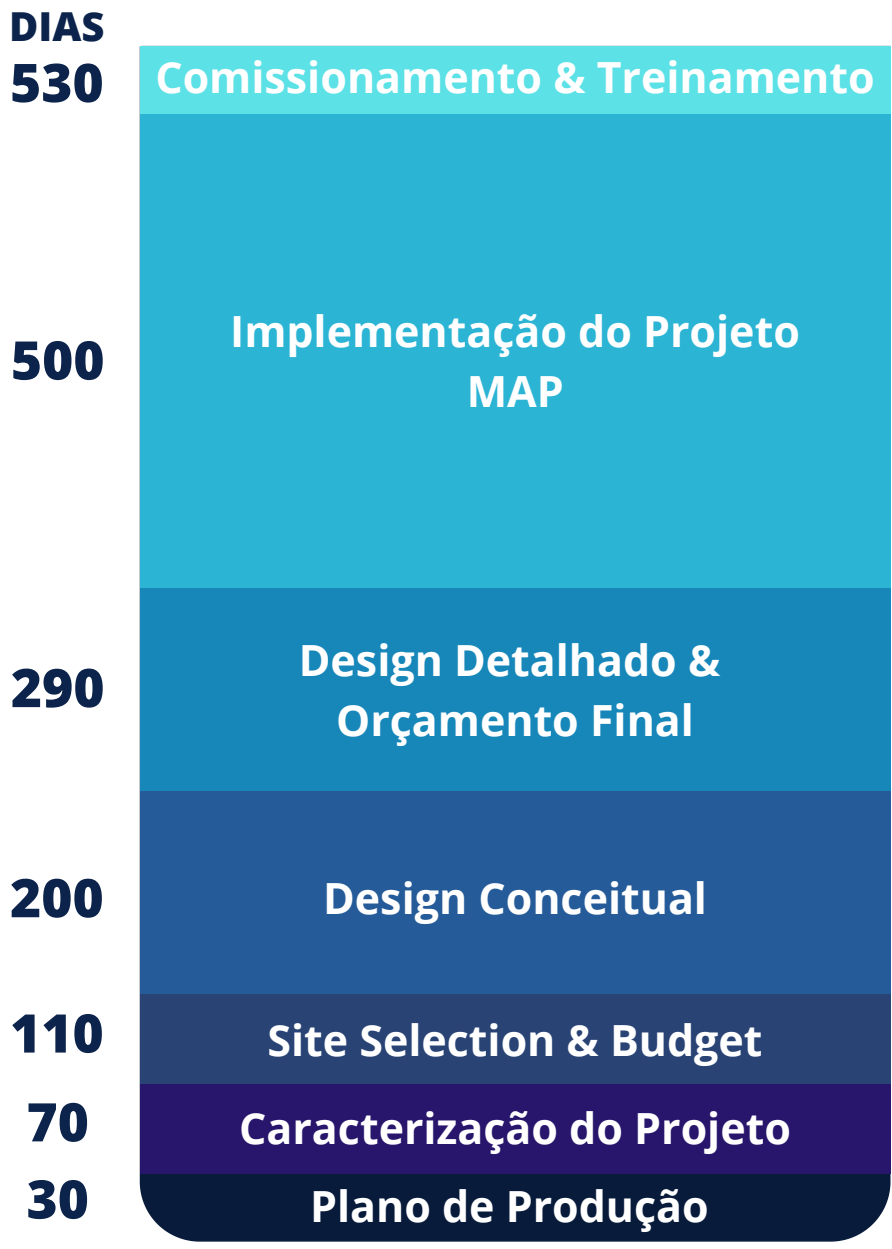 DIAS
530 Comissionamento & Treinamento
500 Implementação do Projeto
MAP
290 Design Detalhado &
Orçamento Final
200 Design Conceitual
110 Site Selection & Budget
70 Caracterização do Projeto
30 Plano de Produção